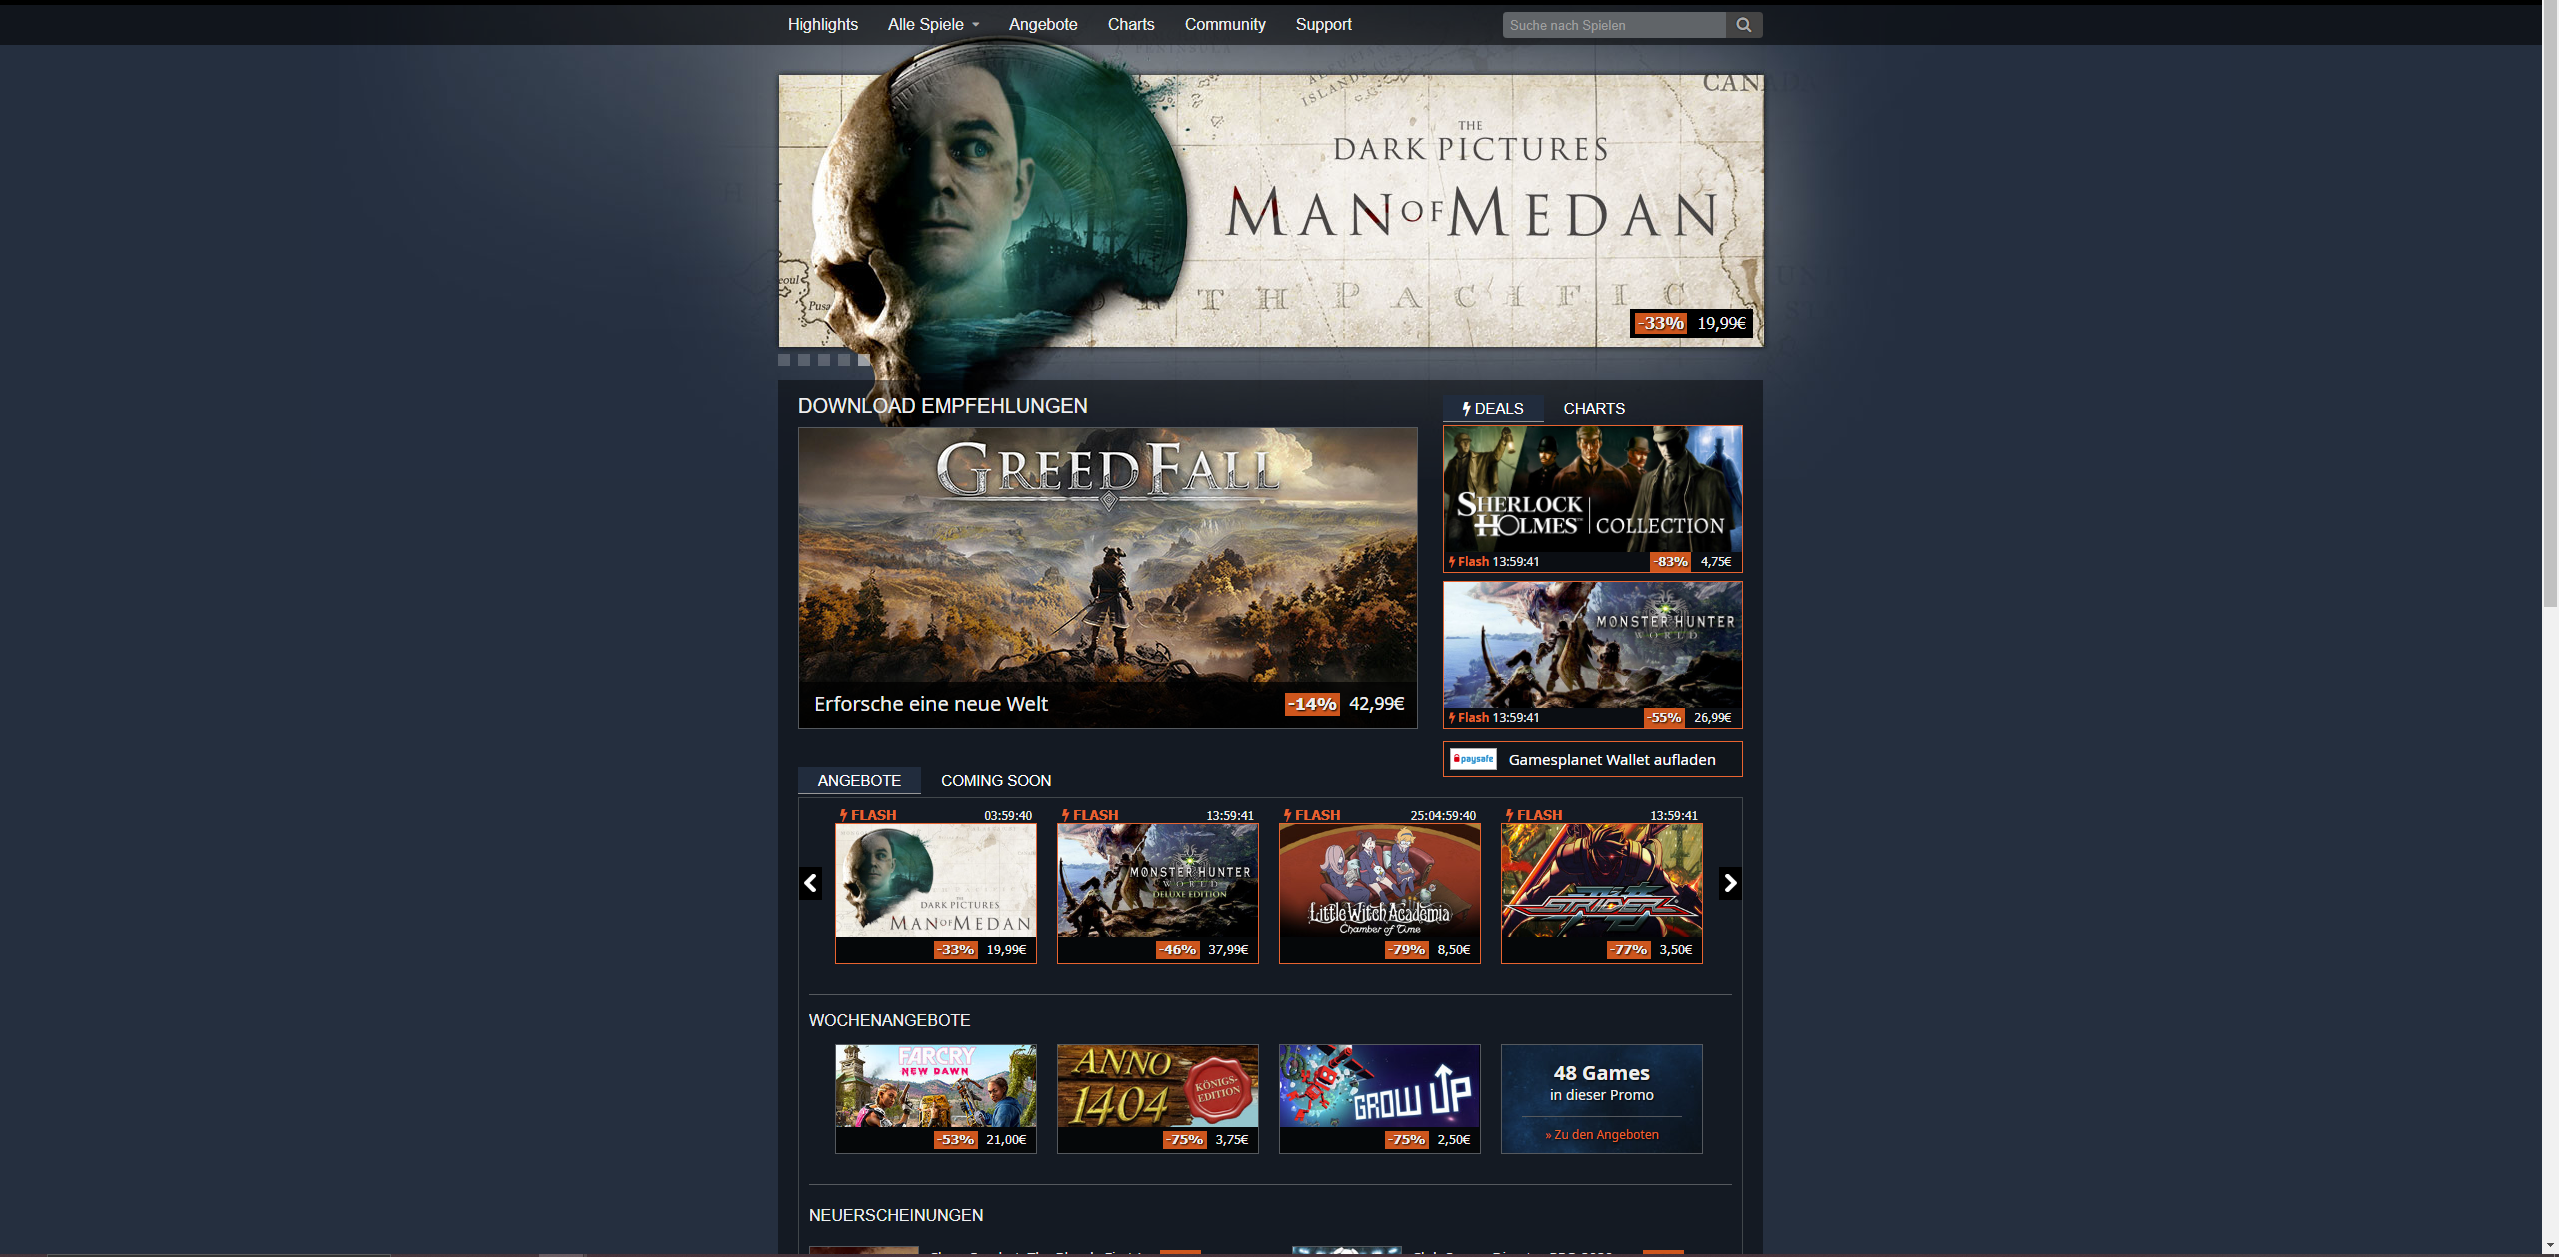 Highlights
Alle Spiele
Angebote
Charts
Community
Support
Suche nach Spielen
CANAD
ISLANDS
THE
DARK PICTURES
MAN OF MEDAN
eoul
Pusa
TH PACIFIC
-33% 19,99€
DOWNLOAD EMPFEHLUNGEN
GREEDFALL
Erforsche eine neue Welt
-14% 42,99€
DEALS
CHARTS
SHERLOCK
HOLMES COLLECTION
Flash 13:59:41
-83% 4,75€
MONSTER HUNTER
WORLD
Flash 13:59:41
-55% 26,99€
paysafe Gamesplanet Wallet aufladen
ANGEBOTE
COMING SOON
FLASH 03:59:40
THE
DARK PICTURES
MAN OF MEDAN
-33% 19,99€
FLASH 13:59:41
MONSTER HUNTER
WORLD
DELUXE EDITION
-46% 37,99€
FLASH 25:04:59:40
Little Witch Academia
Chamber of Time
-79% 8,50€
FLASH 13:59:41
STRIDER
-77% 3,50€
WOCHENANGEBOTE
FARCRY
NEW DAWN
-53% 21,00€
ANNO
1404
KÖNIGS-
EDITION
-75% 3,75€
GROW UP
-75% 2,50€
48 Games
in dieser Promo
» Zu den Angeboten
NEUERSCHEINUNGEN